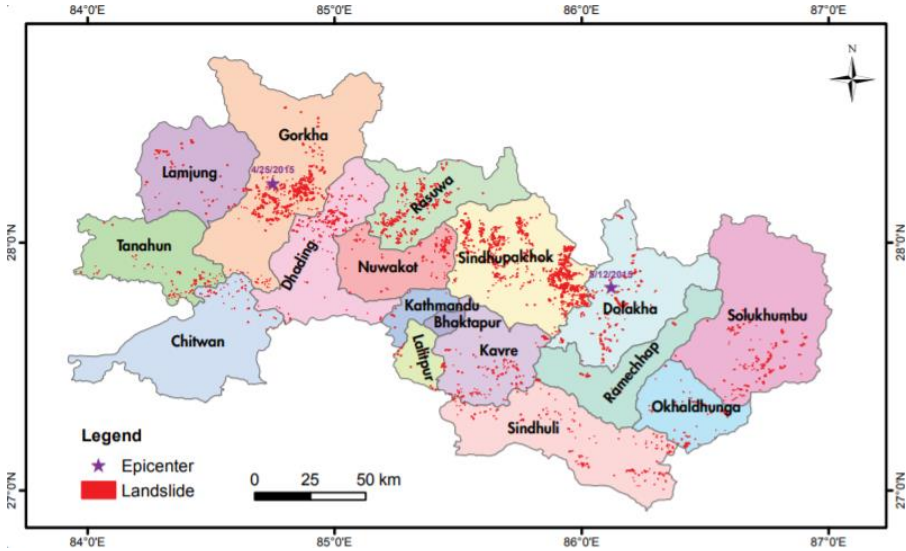 84°0'E 85°0'E 86°0'E 87°0'E
N
Gorkha
Lamjung
4/25/2015
Rasuwa
28°0'N 28°0'N
Tanahun
Dhading
Nuwakot
Sindhupakhok
5/12/2015
Dolakha
Solukhumbu
Kathmandu
Bhaktapur
Chitwan
Lalitpur
Kavre
Ramechhap
Okhaldhunga
Sindhuli
Legend
Epicenter
Landslide
0 25 50 km
27°0'N 27°0'N
84°0'E 85°0'E 86°0'E 87°0'E